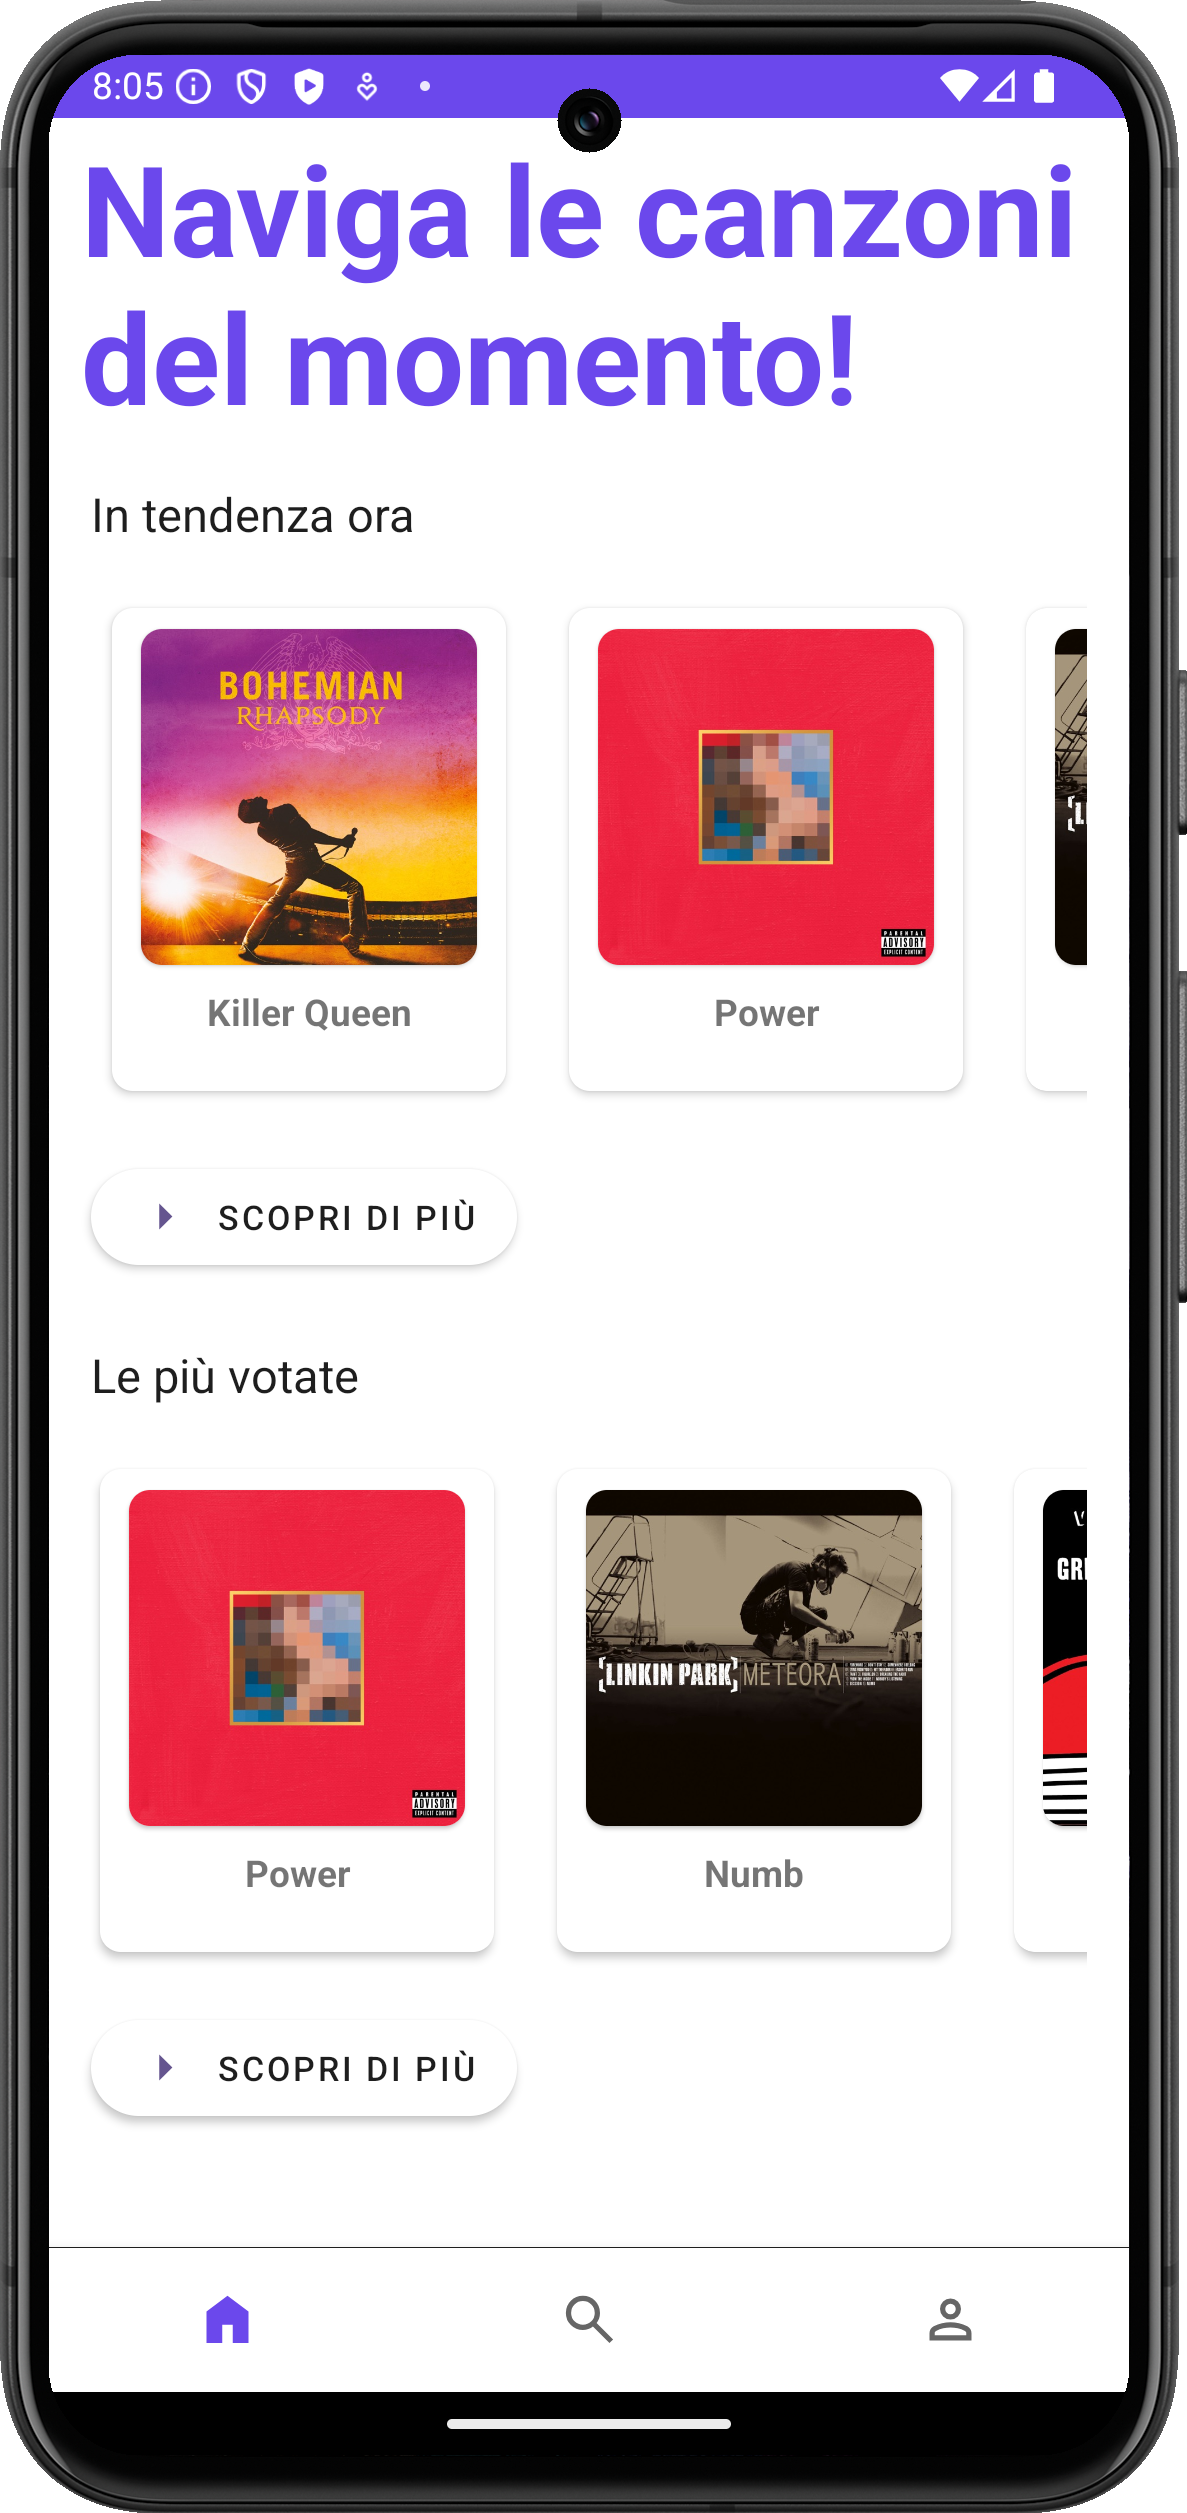 8:05
Naviga le canzoni
del momento!
In tendenza ora
BOHEMIAN
RHAPSODY
PARENTAL
ADVISORY
EXPLICIT CONTENT
Killer Queen
Power
SCOPRI DI PIÙ
Le più votate
GR
[LINKIN PARK] METEORA
PARENTAL
ADVISORY
EXPLICIT CONTENT
Power
Numb
SCOPRI DI PIÙ